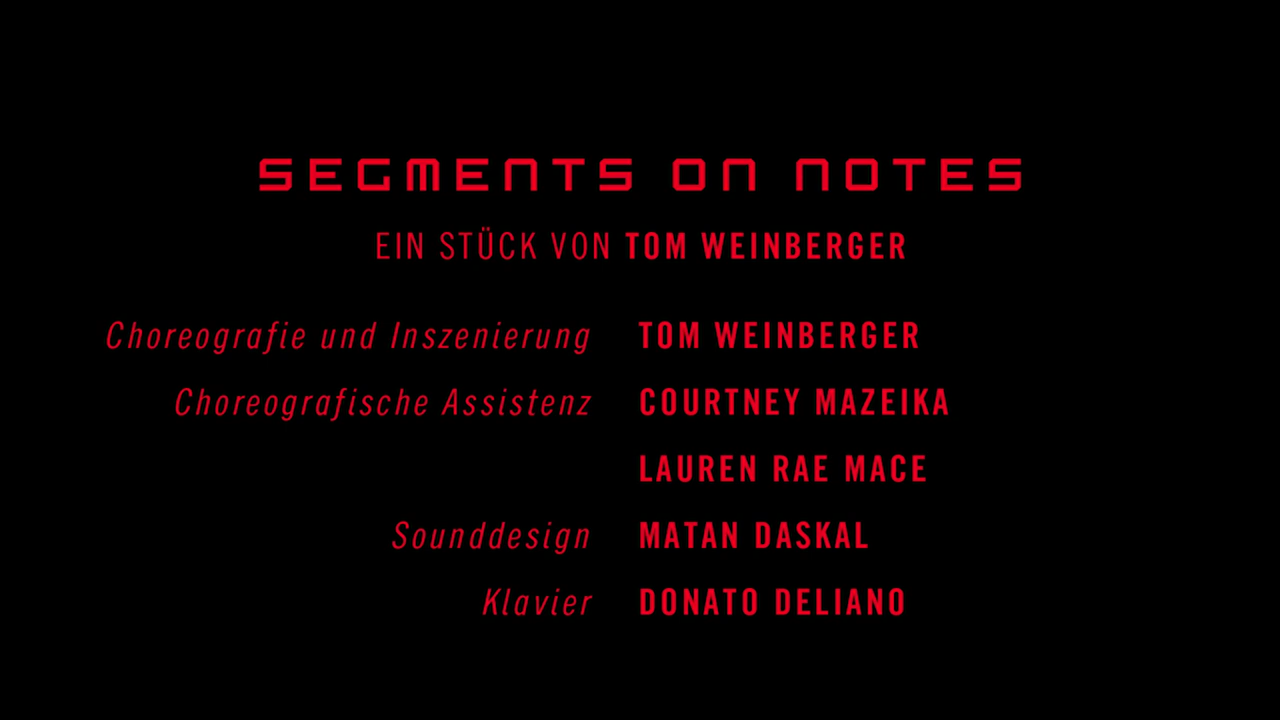 SEGMENTS ON NOTES
EIN STÜCK VON TOM WEINBERGER
Choreografie und Inszenierung TOM WEINBERGER
Choreografische Assistenz COURTNEY MAZEIKA
LAUREN RAE MACE
Sounddesign MATAN DASKAL
Klavier DONATO DELIANO